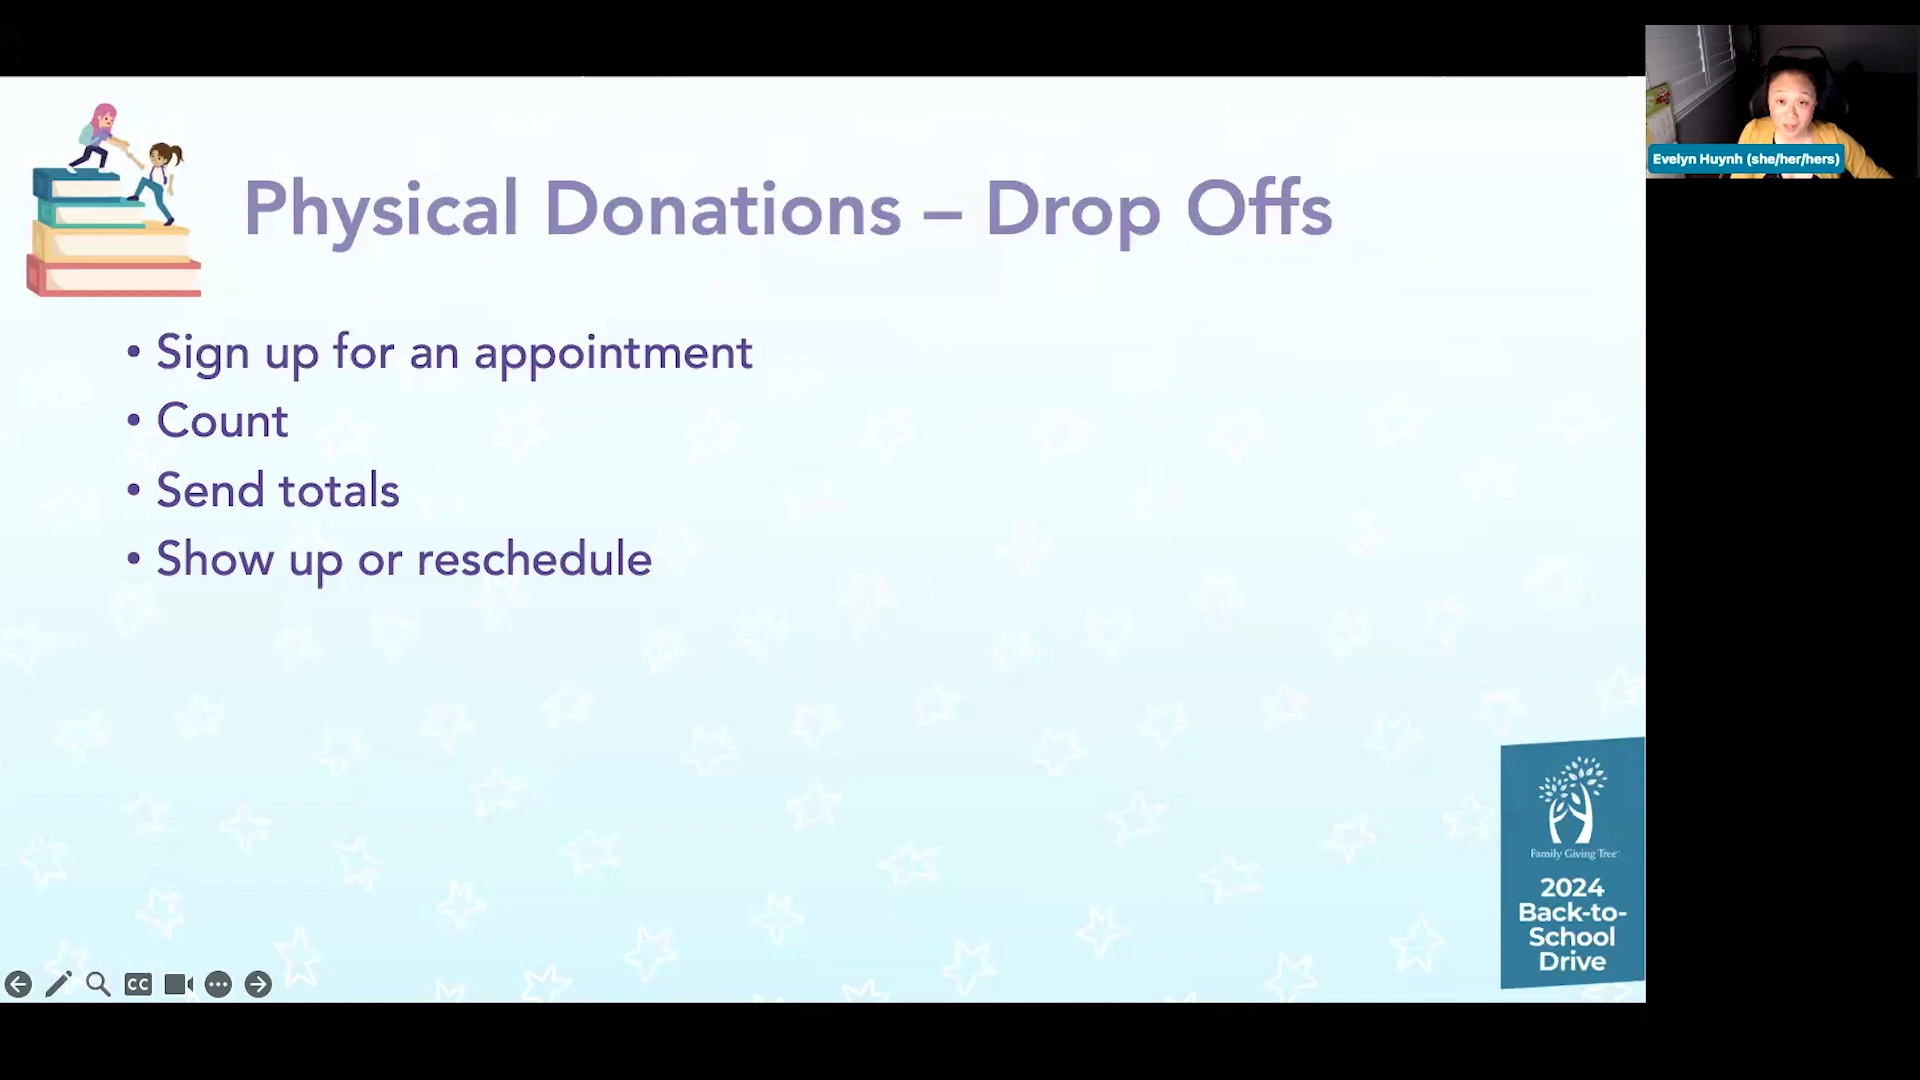 Physical Donations – Drop Offs
• Sign up for an appointment
• Count
• Send totals
• Show up or reschedule
Evelyn Huynh (she/her/hers)
Family Giving Tree
2024
Back-to-
School
Drive
CC